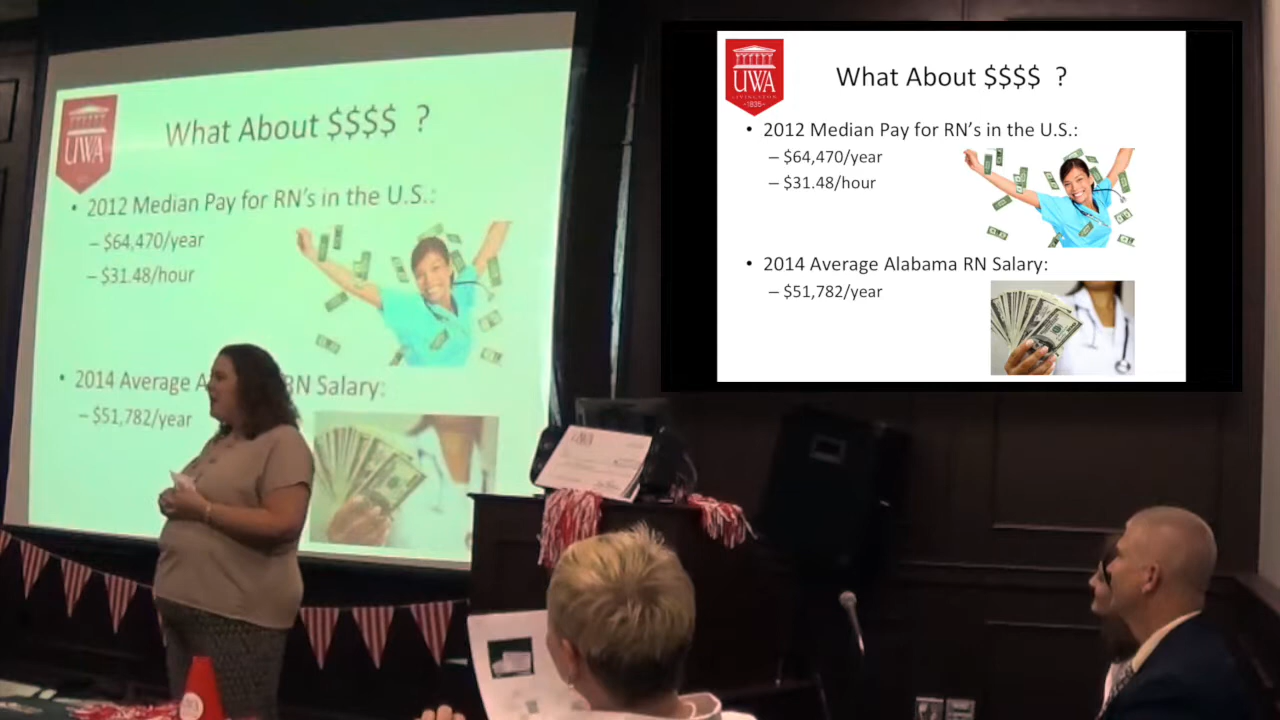 UWA
What About $$$$ ?
• 2012 Median Pay for RN's in the U.S.:
– $64,470/year
– $31.48/hour
• 2014 Average A RN Salary:
– $51,782/year
UWA
UWA
LIVINGSTON
-1835-
What About $$$$ ?
• 2012 Median Pay for RN’s in the U.S.:
– $64,470/year
– $31.48/hour
• 2014 Average Alabama RN Salary:
– $51,782/year